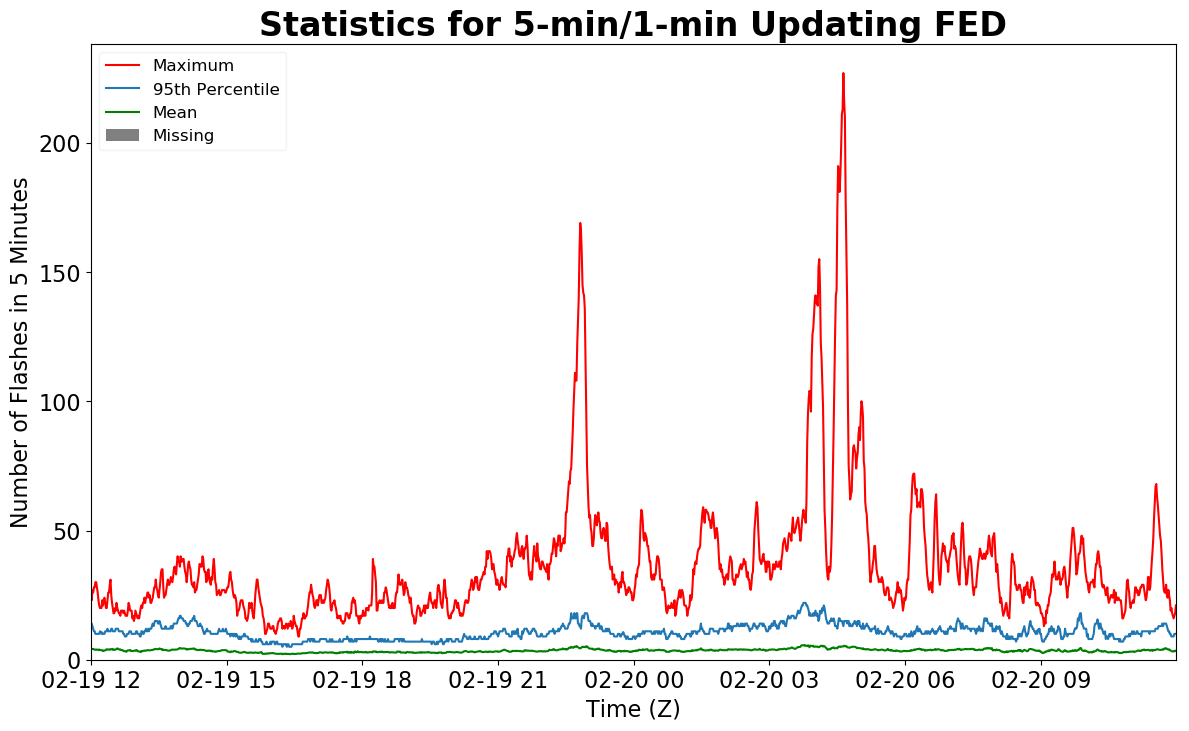 Statistics for 5-min/1-min Updating FED
Maximum
95th Percentile
Mean
Missing
Number of Flashes in 5 Minutes
200
150
100
50
0
02-19 12
02-19 15
02-19 18
02-19 21
02-20 00
02-20 03
02-20 06
02-20 09
Time (Z)